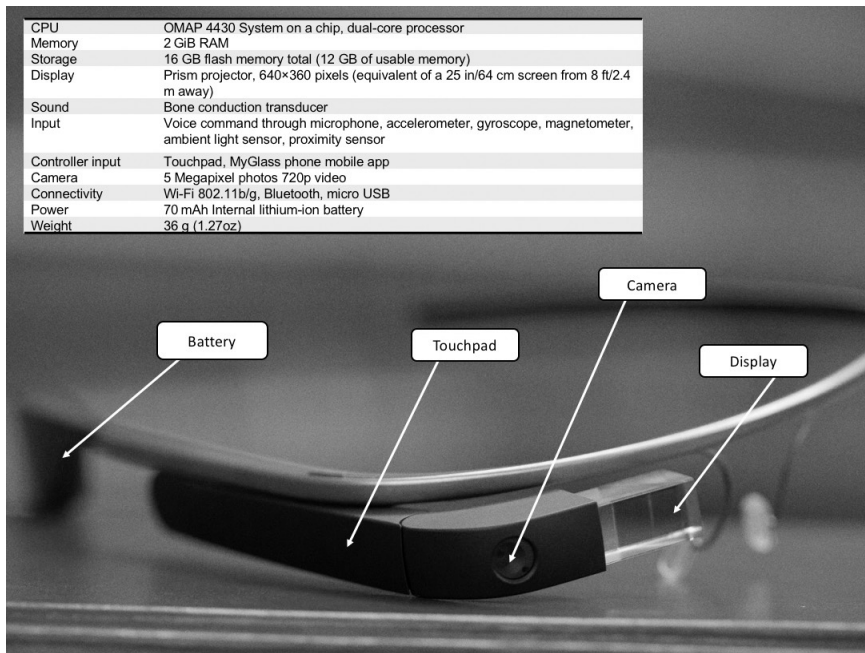 CPU OMAP 4430 System on a chip, dual-core processor
Memory 2 GiB RAM
Storage 16 GB flash memory total (12 GB of usable memory)
Display Prism projector, 640×360 pixels (equivalent of a 25 in/64 cm screen from 8 ft/2.4
m away)
Sound Bone conduction transducer
Input Voice command through microphone, accelerometer, gyroscope, magnetometer,
ambient light sensor, proximity sensor
Controller input Touchpad, MyGlass phone mobile app
Camera 5 Megapixel photos 720p video
Connectivity Wi-Fi 802.11b/g, Bluetooth, micro USB
Power 70 mAh Internal lithium-ion battery
Weight 36 g (1.27oz)
Camera
Battery
Touchpad
Display